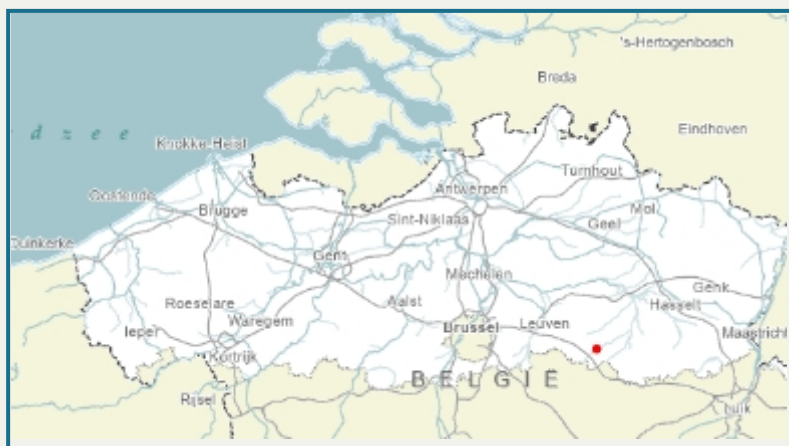 's-Hertogenbosch
Breda
Eindhoven
d z e e
Knokke-Heist
Turnhout
Antwerpen
Oostende
Brugge
Sint-Niklaas
Geel
Mol
Duinkerke
Gent
Mechelen
Genk
Roeselare
Aalst
Hasselt
Ieper
Waregem
Brussel
Leuven
Maastricht
Kortrijk
BELGIË
Rijsel
Luik